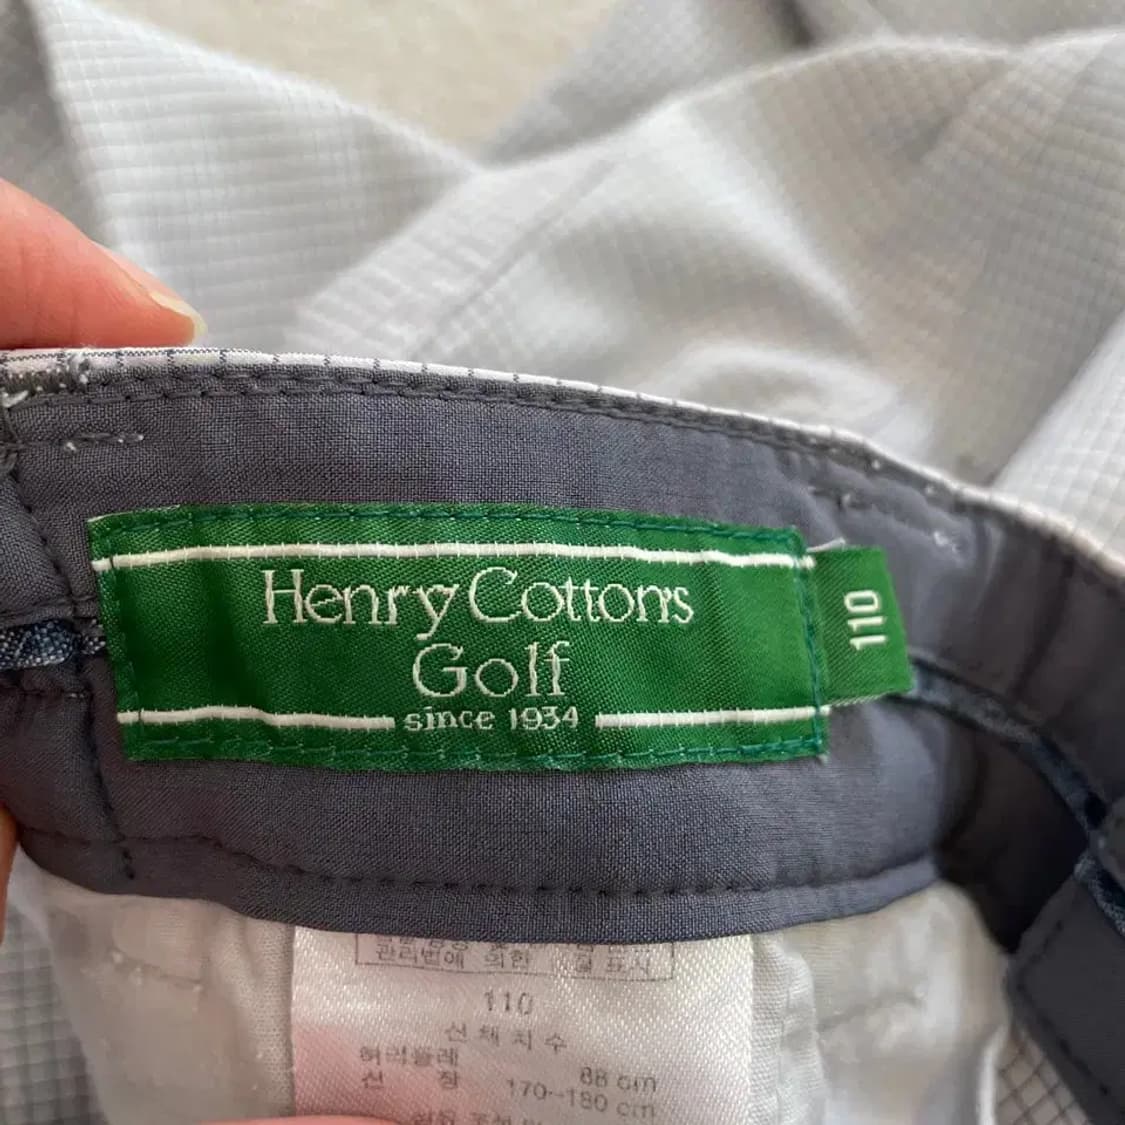 Henry Cotton's
Golf
since 1934
110
관리법에 의한
110
신체치수
허리둘레 88 cm
신 장 170~180 cm